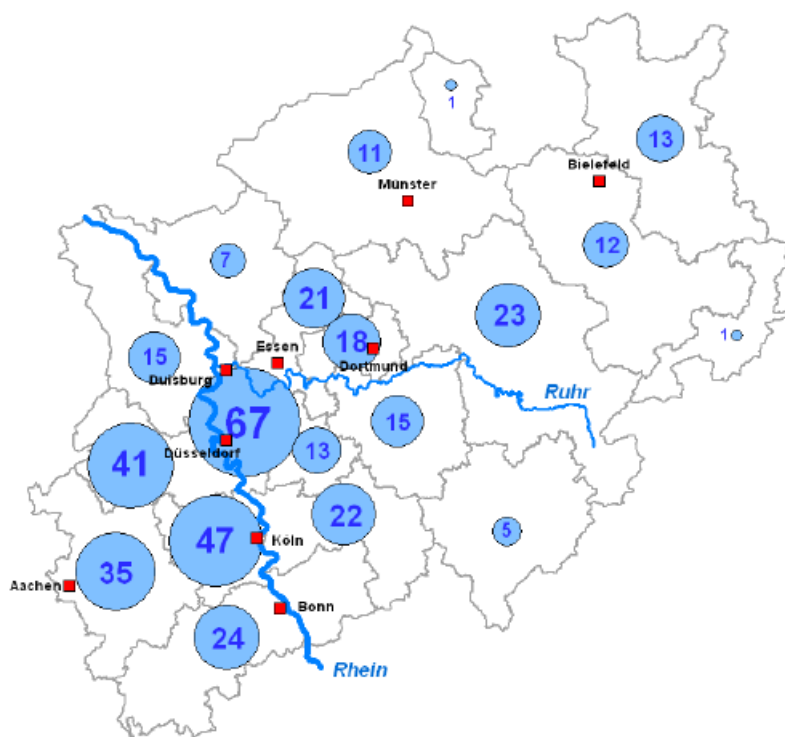 1
13
11
Bielefeld
Münster
12
7
21
23
18
15
Essen
1
Duisburg
Dortmund
Ruhr
67
15
13
Düsseldorf
41
22
5
47
Köln
35
Aachen
Bonn
24
Rhein